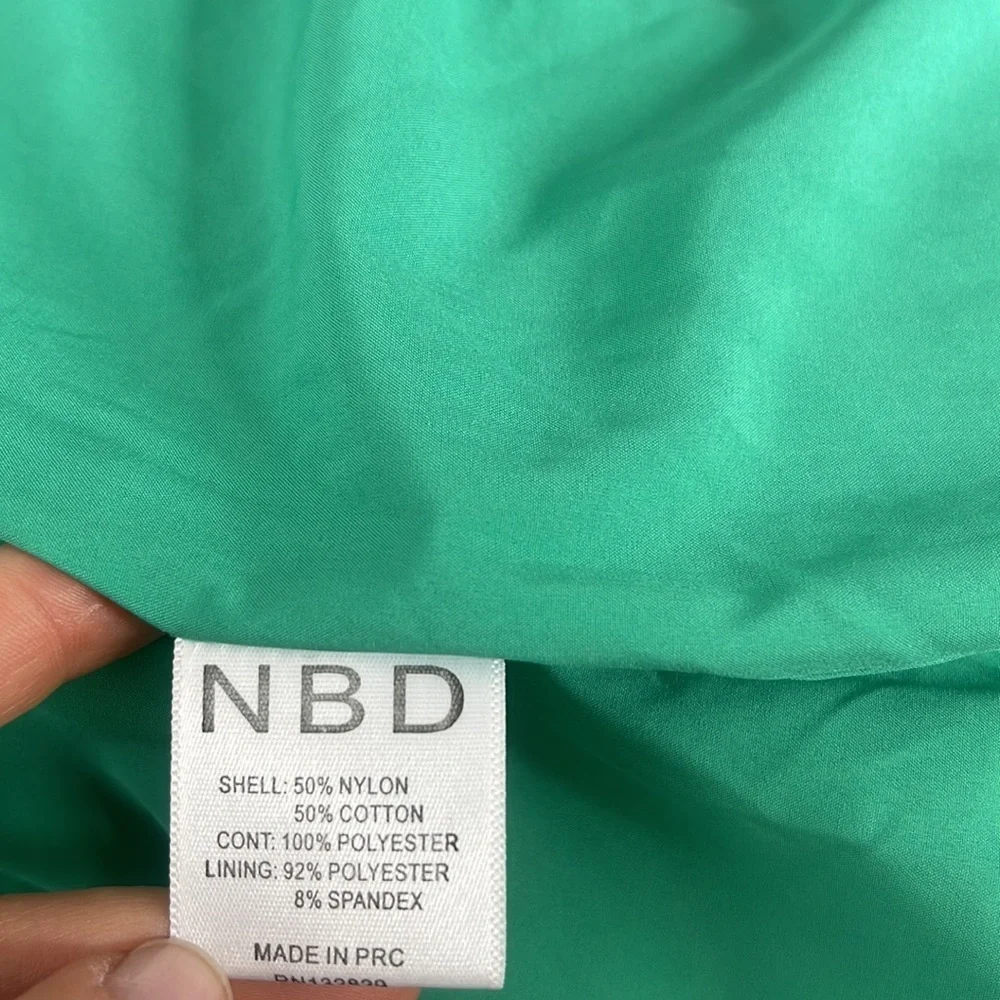 NBD
SHELL: 50% NYLON
50% COTTON
CONT: 100% POLYESTER
LINING: 92% POLYESTER
8% SPANDEX
MADE IN PRC